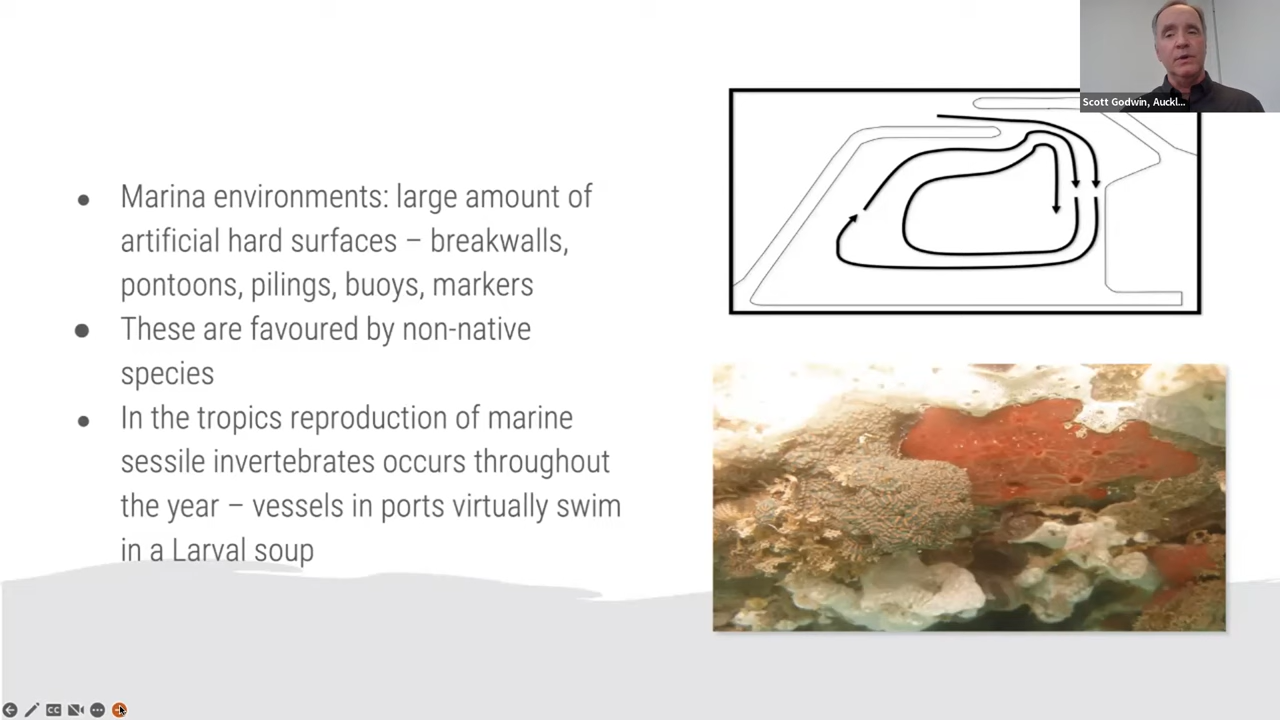 Scott Godwin, Auckl...
Marina environments: large amount of
artificial hard surfaces – breakwalls,
pontoons, pilings, buoys, markers
These are favoured by non-native
species
In the tropics reproduction of marine
sessile invertebrates occurs throughout
the year – vessels in ports virtually swim
in a Larval soup
CC